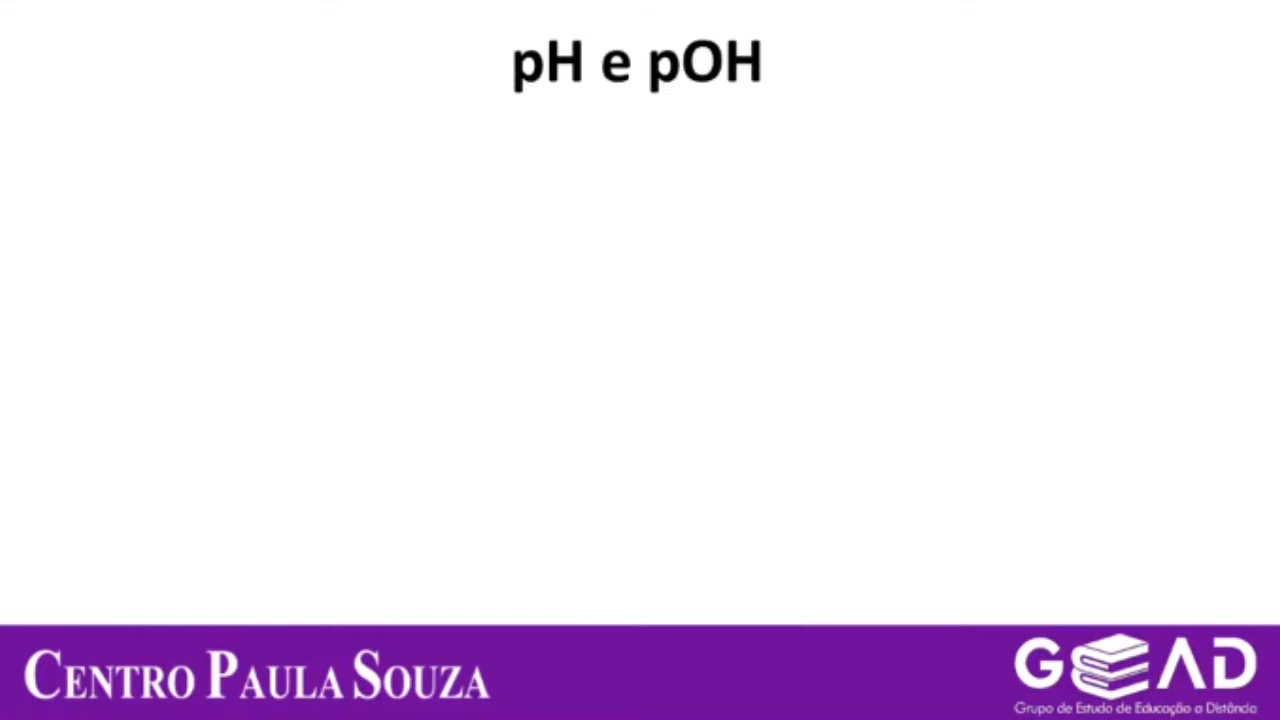 pH e pOH
CENTRO PAULA SOUZA
GEAD
Grupo de Estudo de Educação a Distância